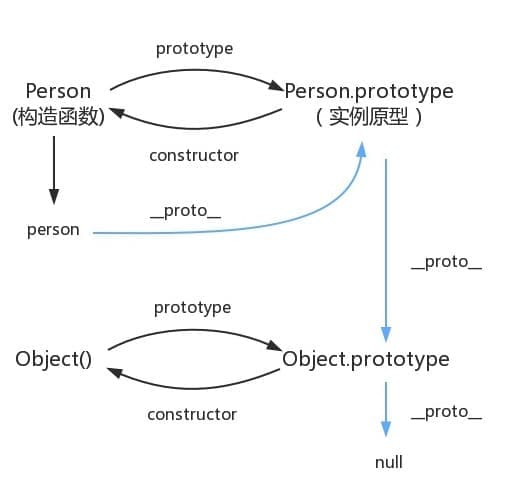 prototype
Person
Person.prototype
(构造函数)
(实例原型)
constructor
__proto__
person
__proto__
prototype
Object()
Object.prototype
constructor
__proto__
null